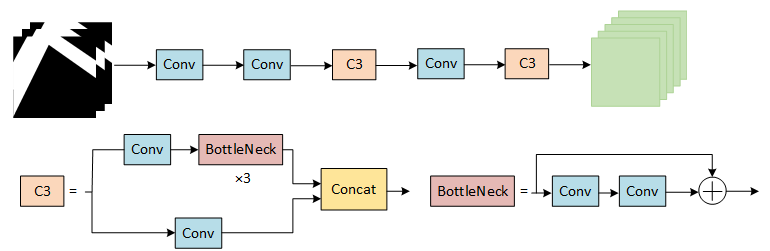 Conv Conv C3 Conv C3
Conv BottleNeck
×3
C3 = Concat BottleNeck = Conv Conv
Conv